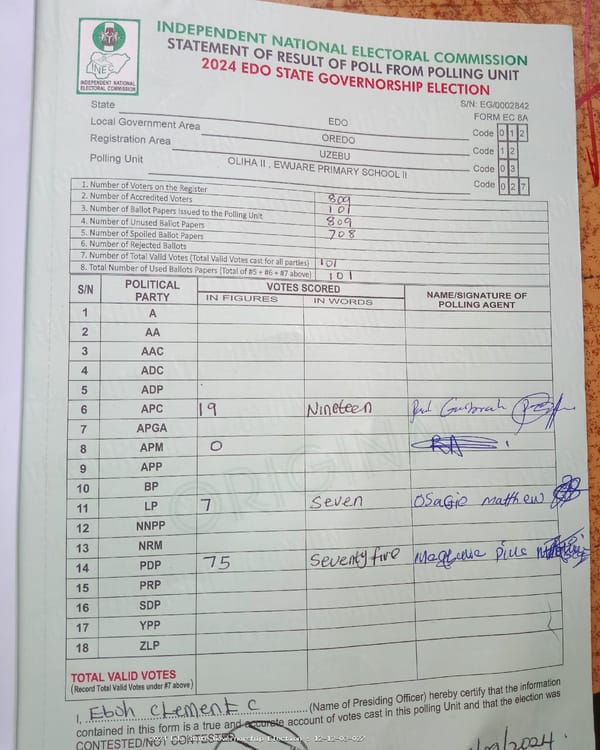 INDEPENDENT NATIONAL ELECTORAL COMMISSION
STATEMENT OF RESULT OF POLL FROM POLLING UNIT
2024 EDO STATE GOVERNORSHIP ELECTION
INEC
INDEPENDENT NATIONAL
ELECTORAL COMMISSION
S/N: EG/0002842
FORM EC 8A
State EDO Code 0 1 2
Local Government Area OREDO Code 1 2
Registration Area UZEBU Code 0 3
Polling Unit OLIHA II , EWUARE PRIMARY SCHOOL II Code 0 2 7
1. Number of Voters on the Register 809
2. Number of Accredited Voters 101
3. Number of Ballot Papers Issued to the Polling Unit 809
4. Number of Unused Ballot Papers 708
5. Number of Spoiled Ballot Papers
6. Number of Rejected Ballots
7. Number of Total Valid Votes (Total Valid Votes cast for all parties) 101
8. Total Number of Used Ballots Papers (Total of #5 + #6 + #7 above) 101
S/N POLITICAL PARTY VOTES SCORED NAME/SIGNATURE OF POLLING AGENT
IN FIGURES IN WORDS
1 A
2 AA
3 AAC
4 ADC
5 ADP
6 APC 19 Nineteen
7 APGA
8 APM 0
9 APP
10 BP
11 LP 7 Seven OSaGie matthew
12 NNPP
13 NRM
14 PDP 75 Seventy five
15 PRP
16 SDP
17 YPP
18 ZLP
ORIGINAL
TOTAL VALID VOTES
(Record Total Valid Votes under #7 above)
I, Eboh Clement C (Name of Presiding Officer) hereby certify that the information
contained in this form is a true and accurate account of votes cast in this polling Unit and that the election was
CONTESTED/NOT CONTESTED
/2024